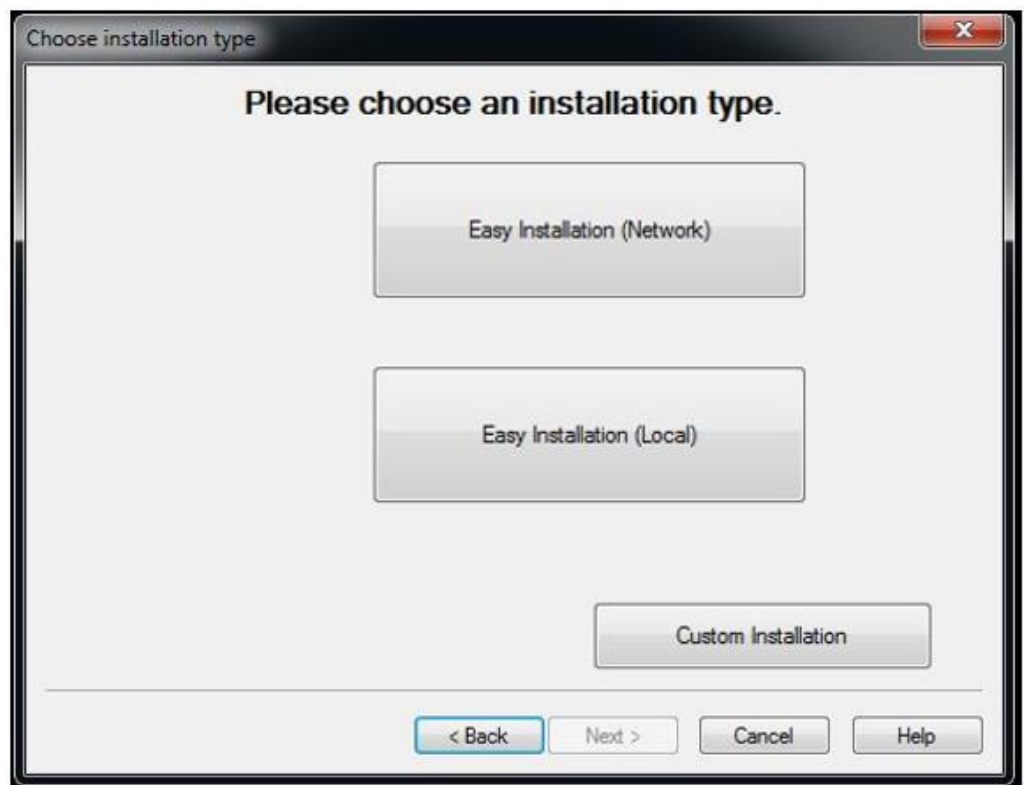 Choose installation type
Please choose an installation type.
Easy Installation (Network)
Easy Installation (Local)
Custom Installation
< Back Next > Cancel Help